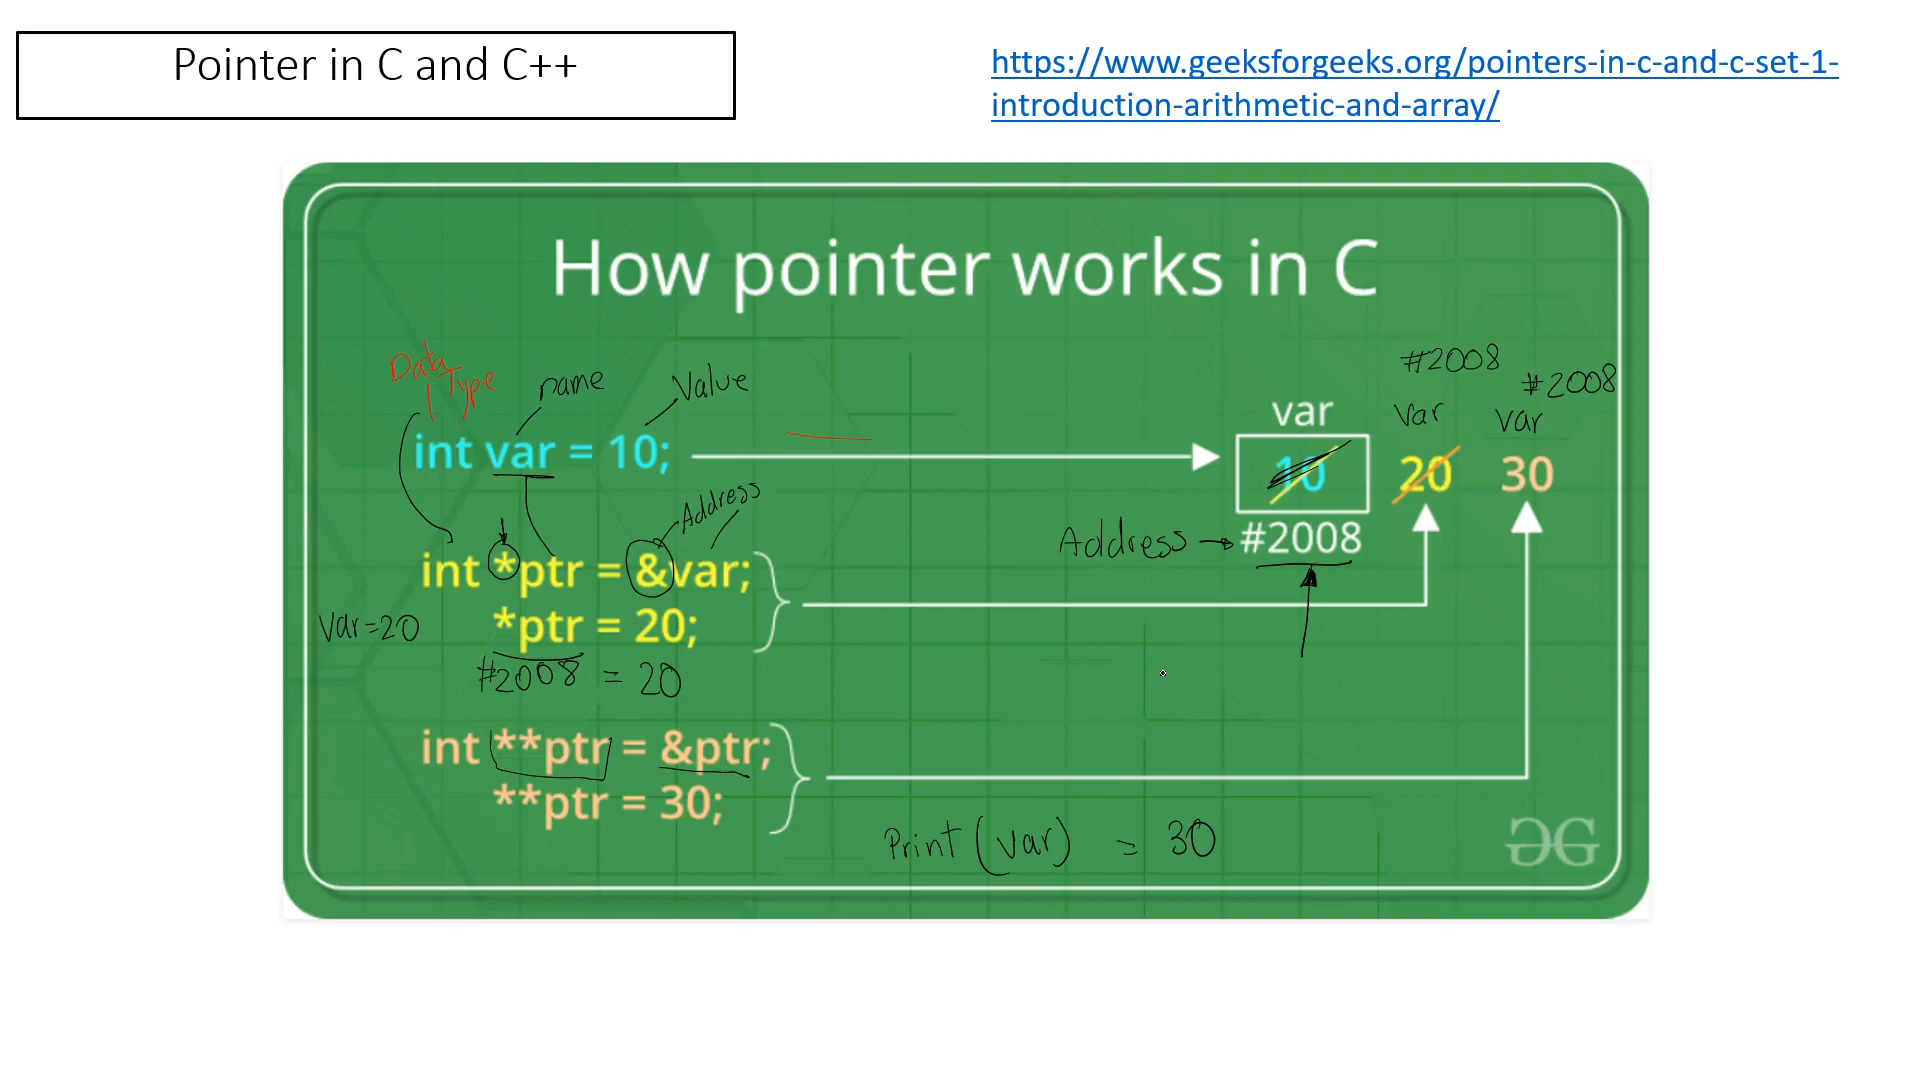 Pointer in C and C++
https://www.geeksforgeeks.org/pointers-in-c-and-c-set-1-
introduction-arithmetic-and-array/
How pointer works in C
Data Type
name
Value
#2008
#2008
var
Var
Var
int var = 10;
10
20
30
Address
Address
#2008
int *ptr = &var;
Var=20
*ptr = 20;
#2008 = 20
int **ptr = &ptr;
**ptr = 30;
Print (var) = 30
GG